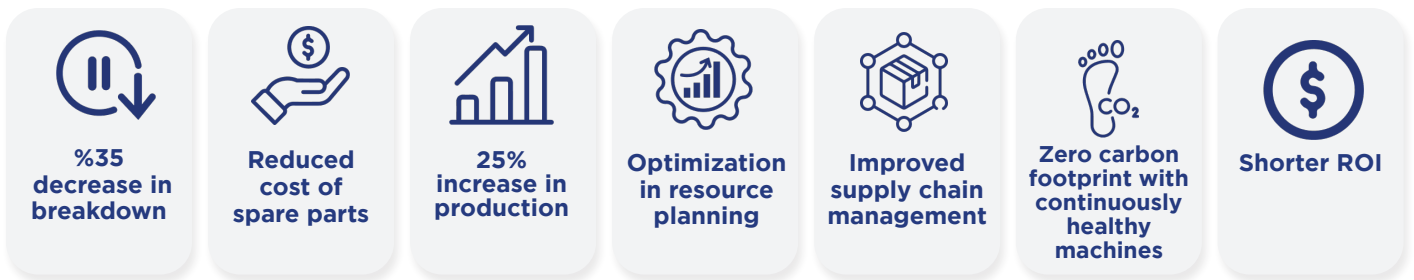 %35
decrease in
breakdown
$
Reduced
cost of
spare parts
25%
increase in
production
Optimization
in resource
planning
Improved
supply chain
management
CO₂
Zero carbon
footprint with
continuously
healthy
machines
$
Shorter ROI